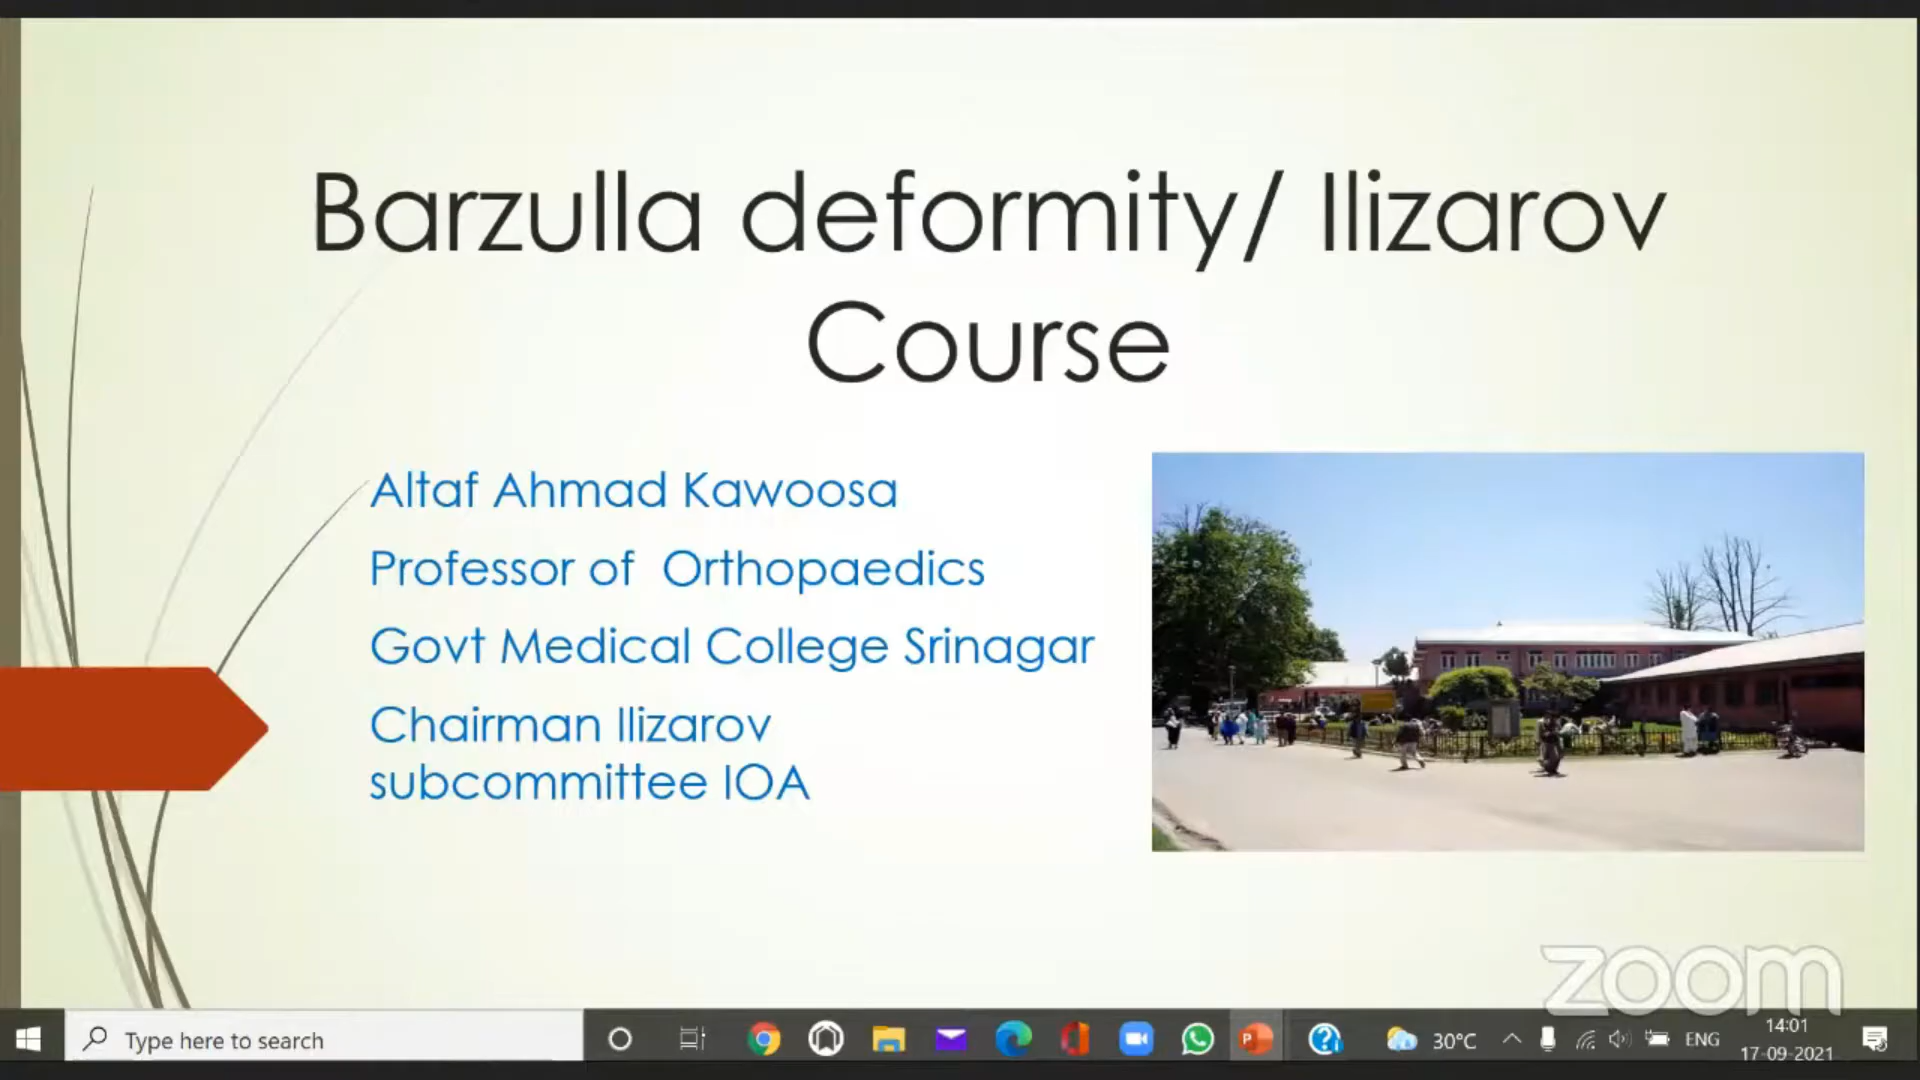 Barzulla deformity/ Ilizarov
Course
Altaf Ahmad Kawoosa
Professor of Orthopaedics
Govt Medical College Srinagar
Chairman Ilizarov
subcommittee IOA
zoom
Type here to search
30°C
ENG
14:01
17-09-2021